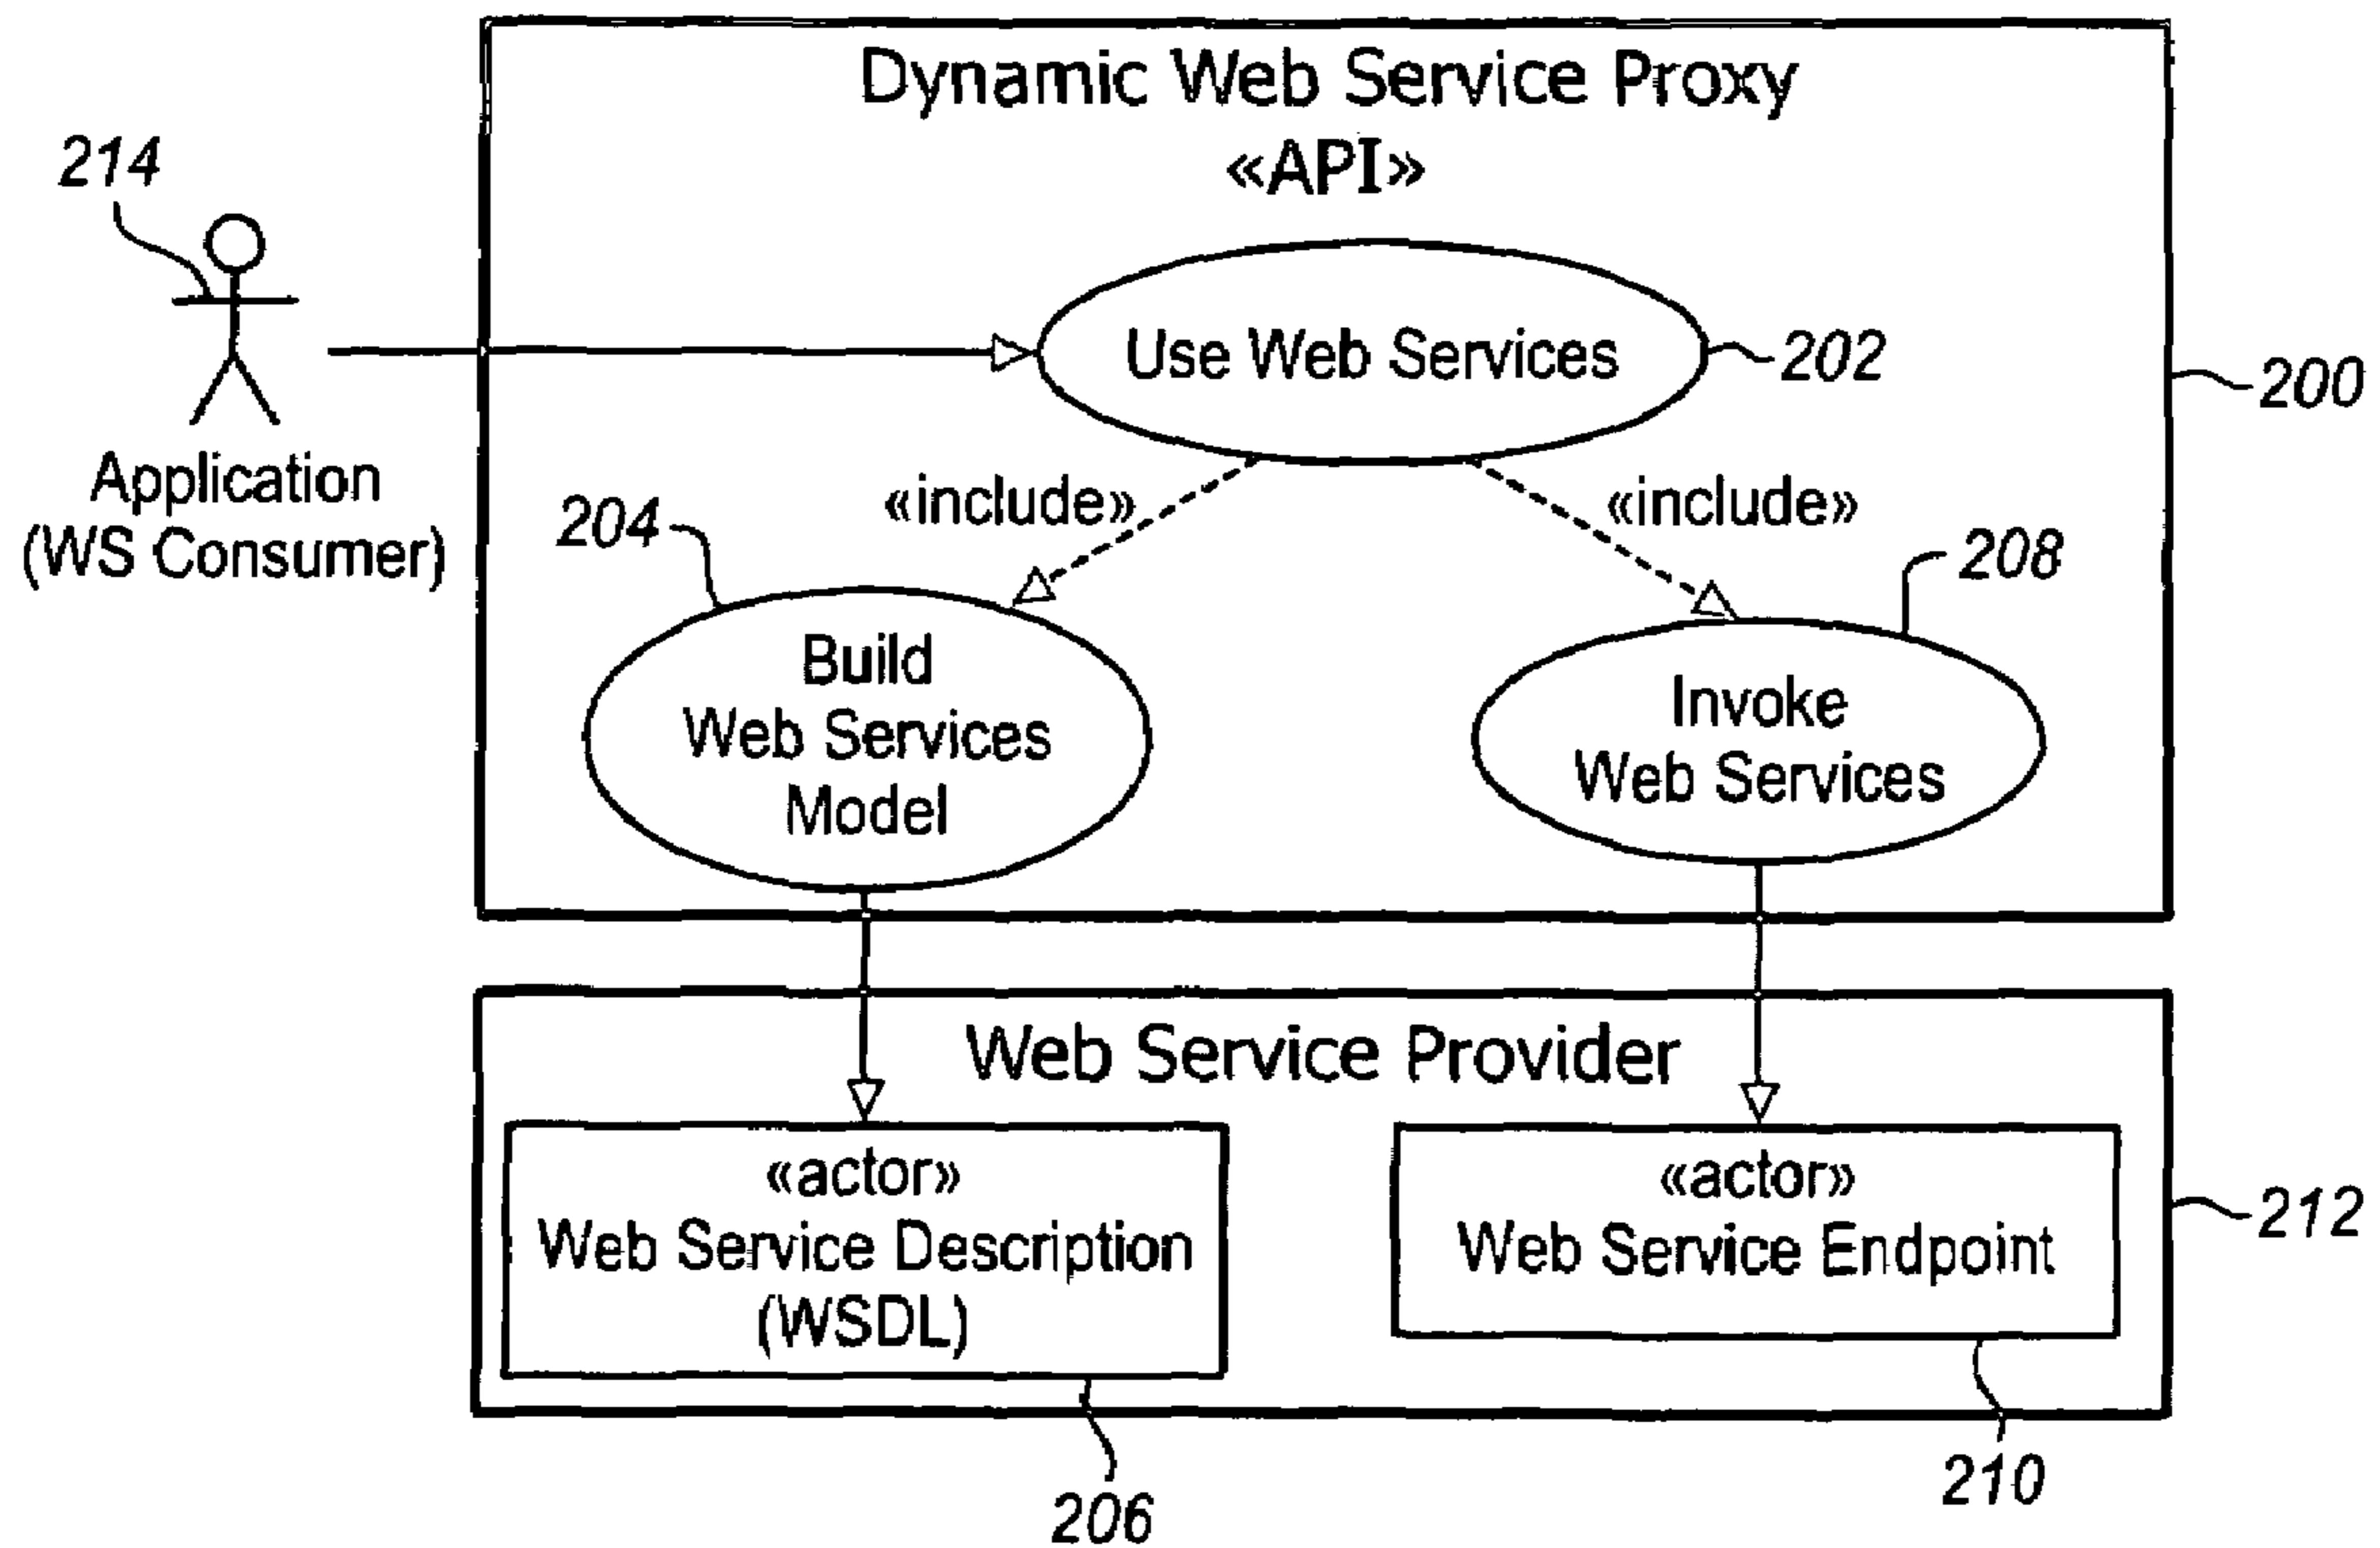 Dynamic Web Service Proxy
«API»
214
Use Web Services
202
200
Application
(WS Consumer)
«include»
«include»
204
208
Build
Web Services
Model
Invoke
Web Services
Web Service Provider
«actor»
Web Service Description
(WSDL)
«actor»
Web Service Endpoint
212
206
210